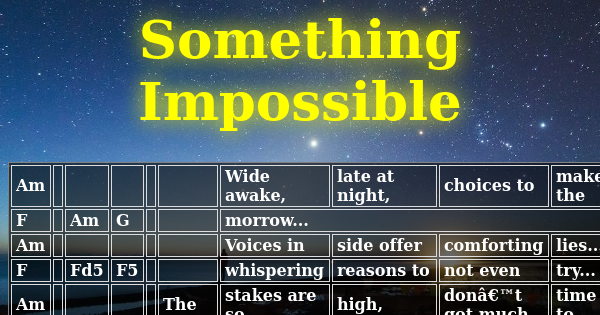 Something
Impossible
Am Wide awake, late at night, choices to make the
F Am G morrow...
Am Voices in side offer comforting lies...
F Fd5 F5 whispering reasons to not even try...
Am The stakes are so high, donâ€™t got much time to